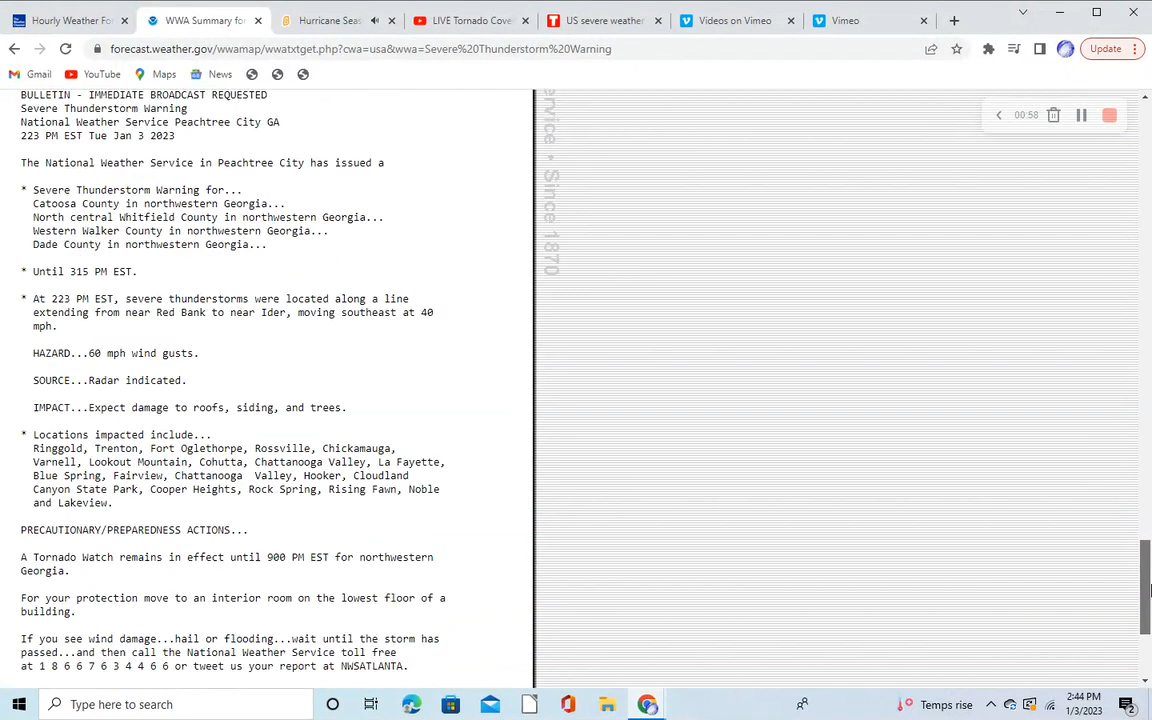 Hourly Weather For
WWA Summary for
Hurricane Seas
LIVE Tornado Cove
US severe weather
Videos on Vimeo
Vimeo
forecast.weather.gov/wwamap/wwatxtget.php?cwa=usa&wwa=Severe%20Thunderstorm%20Warning
Update
Gmail
YouTube
Maps
News
00:58
BULLETIN - IMMEDIATE BROADCAST REQUESTED
Severe Thunderstorm Warning
National Weather Service Peachtree City GA
223 PM EST Tue Jan 3 2023
The National Weather Service in Peachtree City has issued a
* Severe Thunderstorm Warning for...
Catoosa County in northwestern Georgia...
North central Whitfield County in northwestern Georgia...
Western Walker County in northwestern Georgia...
Dade County in northwestern Georgia...
* Until 315 PM EST.
* At 223 PM EST, severe thunderstorms were located along a line
extending from near Red Bank to near Ider, moving southeast at 40
mph.
HAZARD...60 mph wind gusts.
SOURCE...Radar indicated.
IMPACT...Expect damage to roofs, siding, and trees.
* Locations impacted include...
Ringgold, Trenton, Fort Oglethorpe, Rossville, Chickamauga,
Varnell, Lookout Mountain, Cohutta, Chattanooga Valley, La Fayette,
Blue Spring, Fairview, Chattanooga  Valley, Hooker, Cloudland
Canyon State Park, Cooper Heights, Rock Spring, Rising Fawn, Noble
and Lakeview.
PRECAUTIONARY/PREPAREDNESS ACTIONS...
A Tornado Watch remains in effect until 900 PM EST for northwestern
Georgia.
For your protection move to an interior room on the lowest floor of a
building.
If you see wind damage...hail or flooding...wait until the storm has
passed...and then call the National Weather Service toll free
at 1 8 6 6 7 6 3 4 4 6 6 or tweet us your report at NWSATLANTA.
ervice • Since 1870
Type here to search
Temps rise
2:44 PM
1/3/2023
2